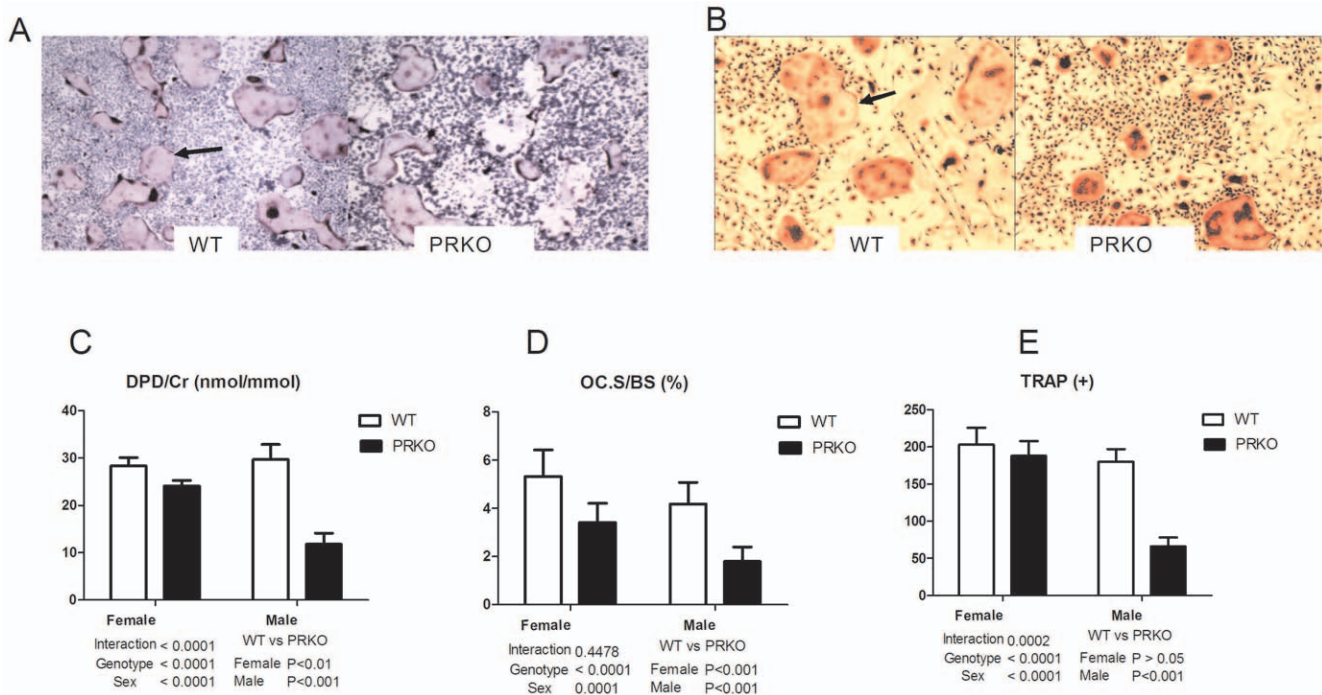 A
WT
PRKO
B
WT
PRKO
C
DPD/Cr (nmol/mmol)
40
30
20
10
0
WT
PRKO
Female
Male
Interaction < 0.0001
Genotype < 0.0001
Sex < 0.0001
WT vs PRKO
Female P<0.01
Male P<0.001
D
OC.S/BS (%)
8
6
4
2
0
WT
PRKO
Female
Male
Interaction 0.4478
Genotype < 0.0001
Sex 0.0001
WT vs PRKO
Female P<0.001
Male P<0.001
E
TRAP (+)
250
200
150
100
50
0
WT
PRKO
Female
Male
Interaction 0.0002
Genotype < 0.0001
Sex < 0.0001
WT vs PRKO
Female P > 0.05
Male P<0.001